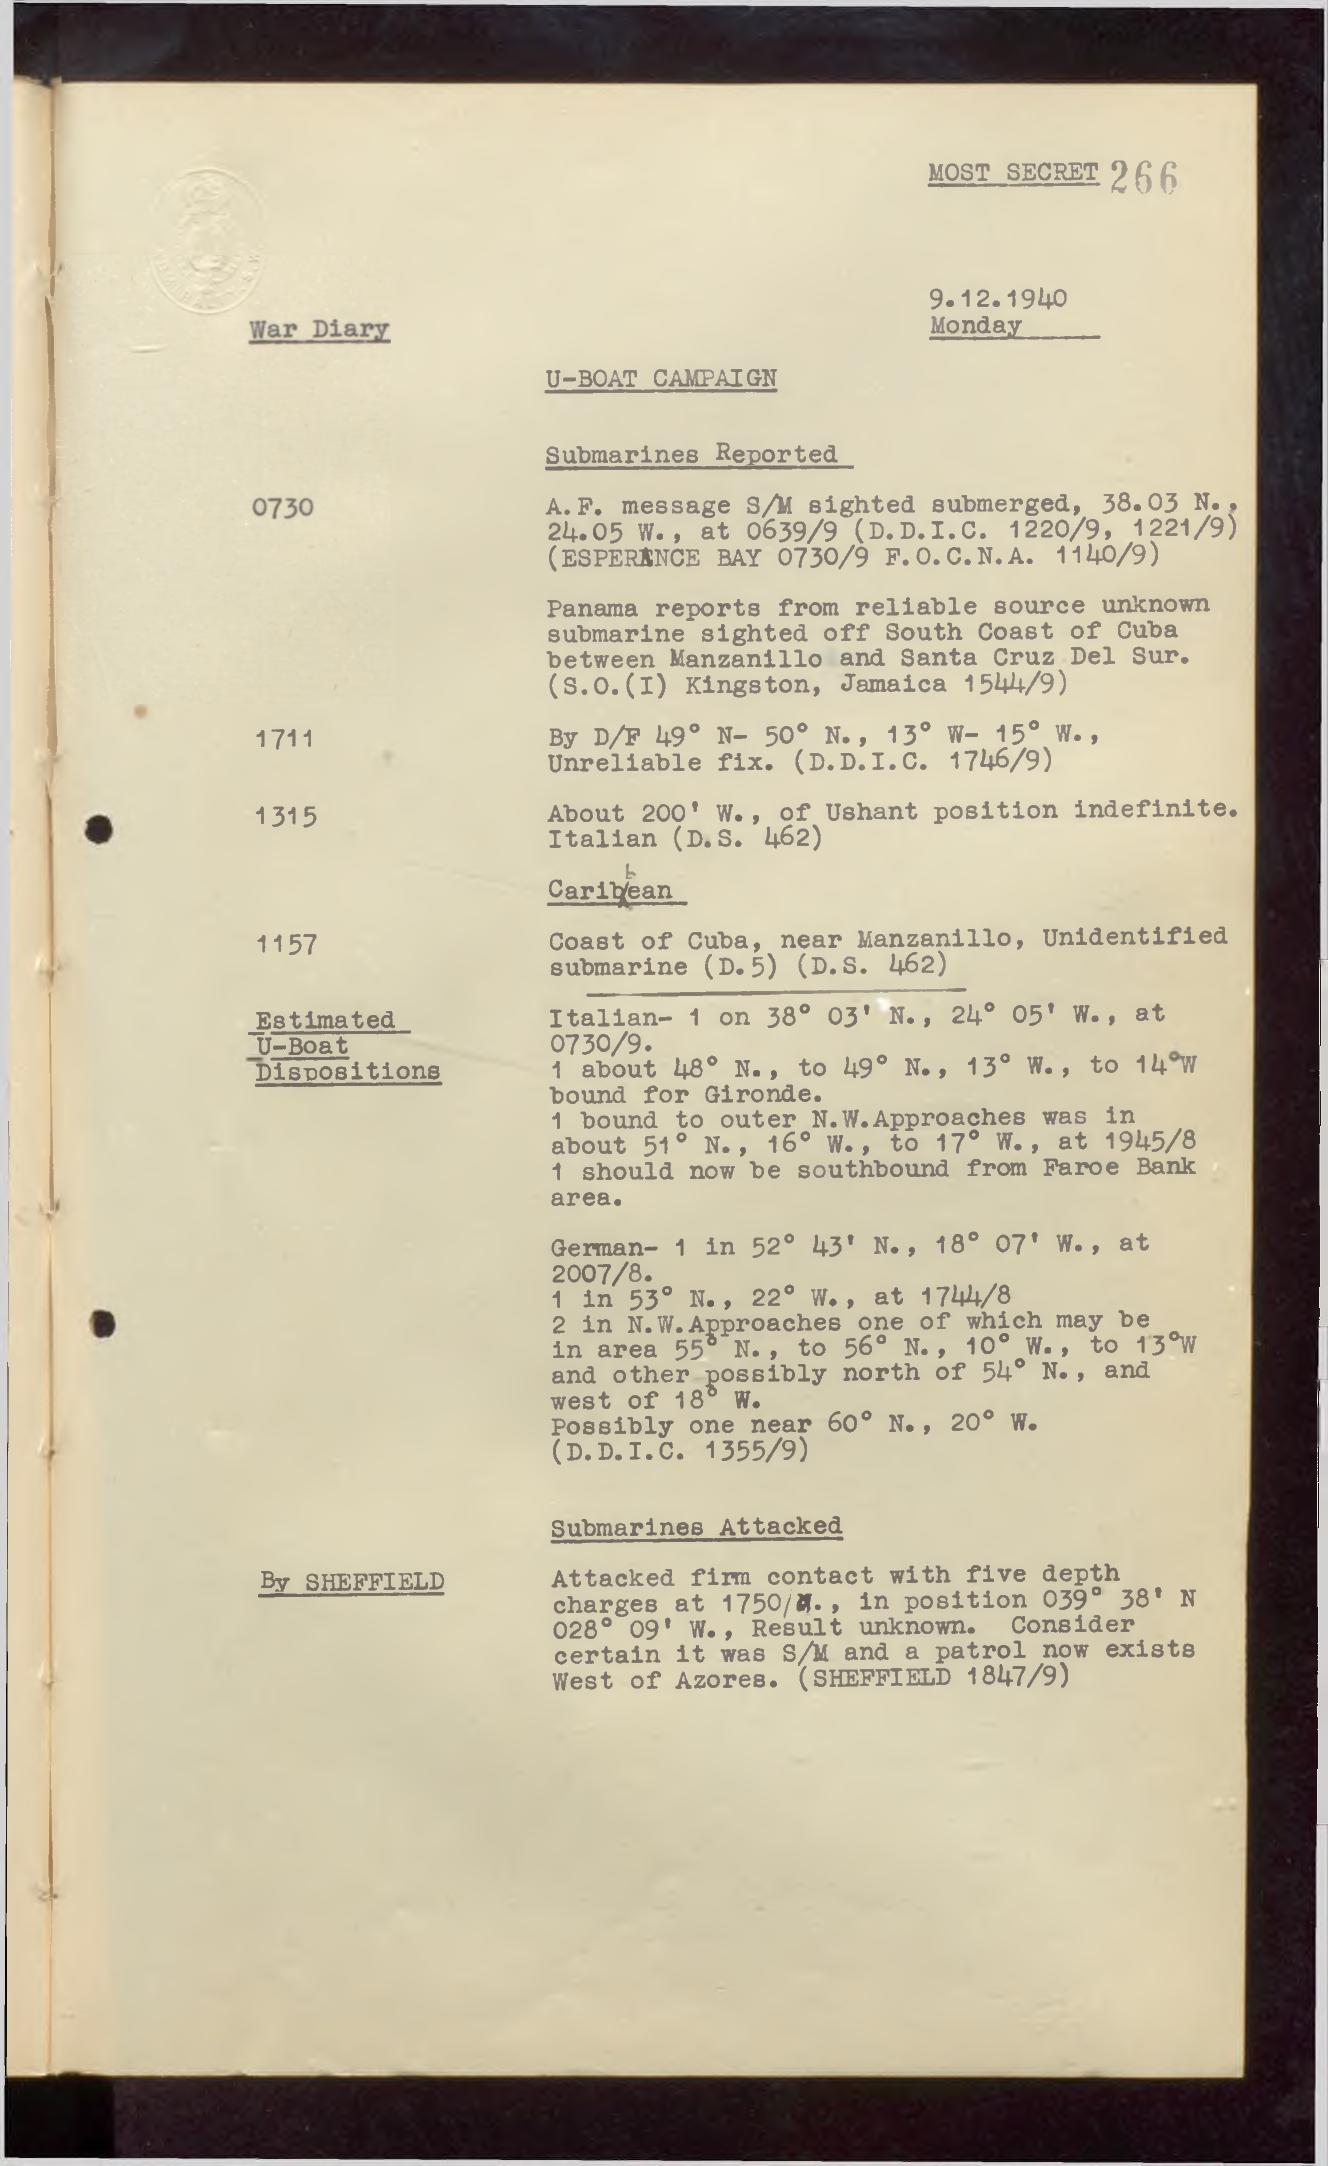 MOST SECRET 266
9.12.1940
Monday
War Diary
U-BOAT CAMPAIGN
Submarines Reported
0730 A.F. message S/M sighted submerged, 38.03 N.,
24.05 W., at 0639/9 (D.D.I.C. 1220/9, 1221/9)
(ESPERANCE BAY 0730/9 F.O.C.N.A. 1140/9)
Panama reports from reliable source unknown
submarine sighted off South Coast of Cuba
between Manzanillo and Santa Cruz Del Sur.
(S.O.(I) Kingston, Jamaica 1544/9)
1711 By D/F 49° N- 50° N., 13° W- 15° W.,
Unreliable fix. (D.D.I.C. 1746/9)
1315 About 200' W., of Ushant position indefinite.
Italian (D.S. 462)
Caribbean
1157 Coast of Cuba, near Manzanillo, Unidentified
submarine (D.5) (D.S. 462)
Estimated
U-Boat
Dispositions
Italian- 1 on 38° 03' N., 24° 05' W., at
0730/9.
1 about 48° N., to 49° N., 13° W., to 14°W
bound for Gironde.
1 bound to outer N.W.Approaches was in
about 51° N., 16° W., to 17° W., at 1945/8
1 should now be southbound from Faroe Bank
area.
German- 1 in 52° 43' N., 18° 07' W., at
2007/8.
1 in 53° N., 22° W., at 1744/8
2 in N.W.Approaches one of which may be
in area 55° N., to 56° N., 10° W., to 13°W
and other possibly north of 54° N., and
west of 18° W.
Possibly one near 60° N., 20° W.
(D.D.I.C. 1355/9)
Submarines Attacked
By SHEFFIELD Attacked firm contact with five depth
charges at 1750/ ., in position 039° 38' N
028° 09' W., Result unknown. Consider
certain it was S/M and a patrol now exists
West of Azores. (SHEFFIELD 1847/9)